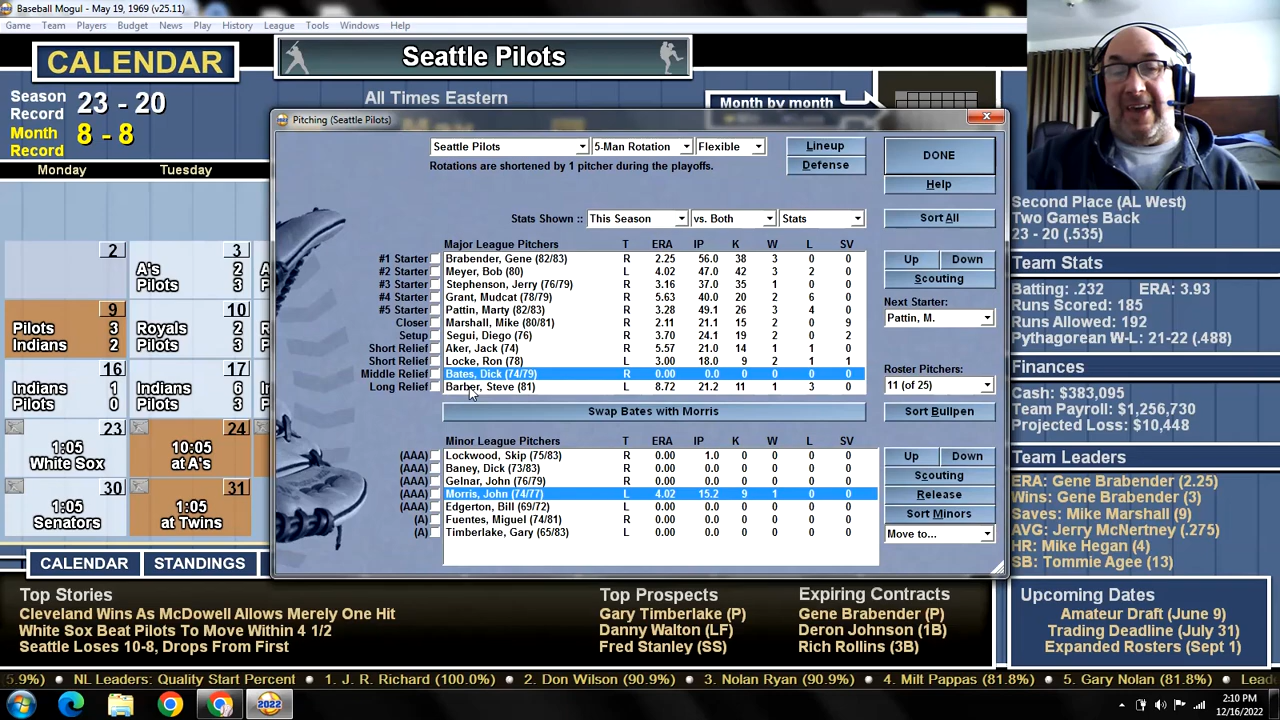 Baseball Mogul - May 19, 1969 (v25.11)
Game Team Players Budget News Play History League Tools Windows Help
CALENDAR
Seattle Pilots
Season Record 23 - 20
Month Record 8 - 8
All Times Eastern
Month by month
Monday Tuesday
2 3
A's 2
Pilots 3
9 10
Pilots 3 Royals 2
Indians 2 Pilots 3
16 17
Indians 1 Indians 6
Pilots 0 Pilots 3
23 24
1:05 White Sox 10:05 at A's
30 31
1:05 Senators 1:05 at Twins
CALENDAR STANDINGS
Pitching (Seattle Pilots)
Seattle Pilots 5-Man Rotation Flexible Lineup DONE
Rotations are shortened by 1 pitcher during the playoffs. Defense
Help
Stats Shown :: This Season vs. Both Stats Sort All
Major League Pitchers T ERA IP K W L SV
#1 Starter Brabender, Gene (82/83) R 2.25 56.0 38 3 0 0
#2 Starter Meyer, Bob (80) L 4.02 47.0 42 3 2 0
#3 Starter Stephenson, Jerry (76/79) R 3.16 37.0 35 1 0 0
#4 Starter Grant, Mudcat (78/79) R 5.63 40.0 20 2 6 0
#5 Starter Pattin, Marty (82/83) R 3.28 49.1 26 3 4 0
Closer Marshall, Mike (80/81) R 2.11 21.1 15 2 0 9
Setup Segui, Diego (76) R 3.70 24.1 19 2 0 2
Short Relief Aker, Jack (74) R 5.57 21.0 14 1 1 0
Short Relief Locke, Ron (78) L 3.00 18.0 9 2 1 1
Middle Relief Bates, Dick (74/79) R 0.00 0.0 0 0 0 0
Long Relief Barber, Steve (81) L 8.72 21.2 11 1 3 0
Up Down
Scouting
Next Starter:
Pattin, M.
Roster Pitchers:
11 (of 25)
Swap Bates with Morris Sort Bullpen
Minor League Pitchers T ERA IP K W L SV
(AAA) Lockwood, Skip (75/83) R 0.00 1.0 0 0 0 0
(AAA) Baney, Dick (73/83) R 0.00 0.0 0 0 0 0
(AAA) Gelnar, John (76/79) R 0.00 0.0 0 0 0 0
(AAA) Morris, John (74/77) L 4.02 15.2 9 1 0 0
(AAA) Edgerton, Bill (69/72) L 0.00 0.0 0 0 0 0
(A) Fuentes, Miguel (74/81) R 0.00 0.0 0 0 0 0
(A) Timberlake, Gary (65/83) L 0.00 0.0 0 0 0 0
Up Down
Scouting
Release
Sort Minors
Move to...
Second Place (AL West)
Two Games Back
23 - 20 (.535)
Team Stats
Batting: .232 ERA: 3.93
Runs Scored: 185
Runs Allowed: 192
Pythagorean W-L: 21-22 (.488)
Finances
Cash: $383,095
Team Payroll: $1,256,730
Projected Loss: $10,448
Team Leaders
ERA: Gene Brabender (2.25)
Wins: Gene Brabender (3)
Saves: Mike Marshall (9)
AVG: Jerry McNertney (.275)
HR: Mike Hegan (4)
SB: Tommie Agee (13)
Top Stories
Cleveland Wins As McDowell Allows Merely One Hit
White Sox Beat Pilots To Move Within 4 1/2
Seattle Loses 10-8, Drops From First
Top Prospects
Gary Timberlake (P)
Danny Walton (LF)
Fred Stanley (SS)
Expiring Contracts
Gene Brabender (P)
Deron Johnson (1B)
Rich Rollins (3B)
Upcoming Dates
Amateur Draft (June 9)
Trading Deadline (July 31)
Expanded Rosters (Sept 1)
5.9%) • NL Leaders: Quality Start Percent • 1. J. R. Richard (100.0%) • 2. Don Wilson (90.9%) • 3. Nolan Ryan (90.9%) • 4. Milt Pappas (81.8%) • 5. Gary Nolan (81.8%)
2022
2:10 PM
12/16/2022